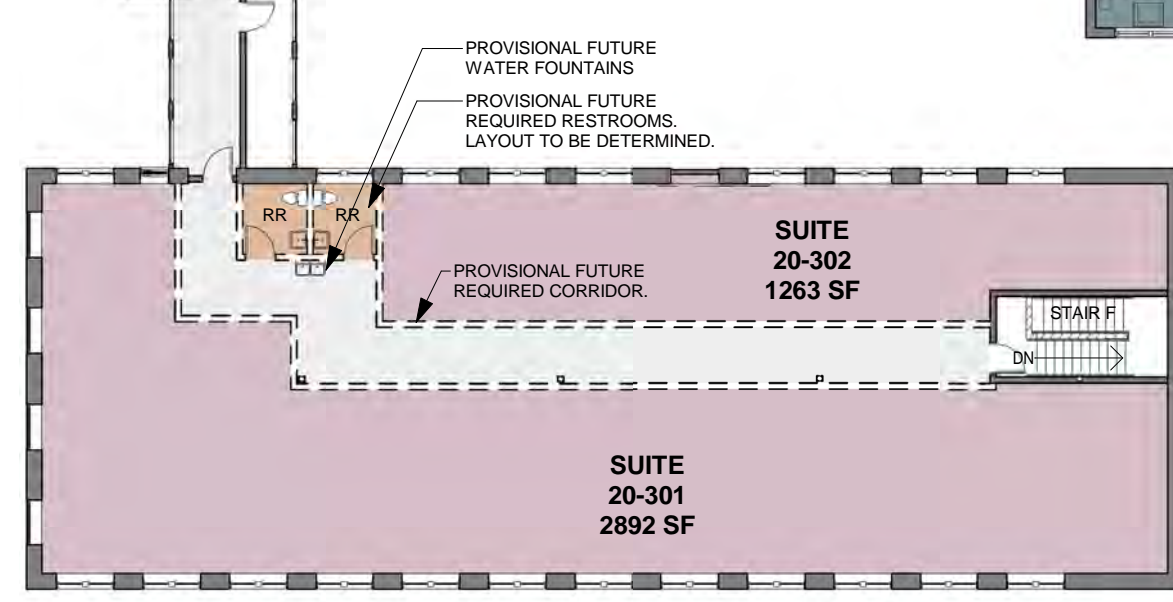 PROVISIONAL FUTURE
WATER FOUNTAINS
PROVISIONAL FUTURE
REQUIRED RESTROOMS.
LAYOUT TO BE DETERMINED.
RR
RR
SUITE
20-302
1263 SF
PROVISIONAL FUTURE
REQUIRED CORRIDOR.
STAIR F
DN
SUITE
20-301
2892 SF